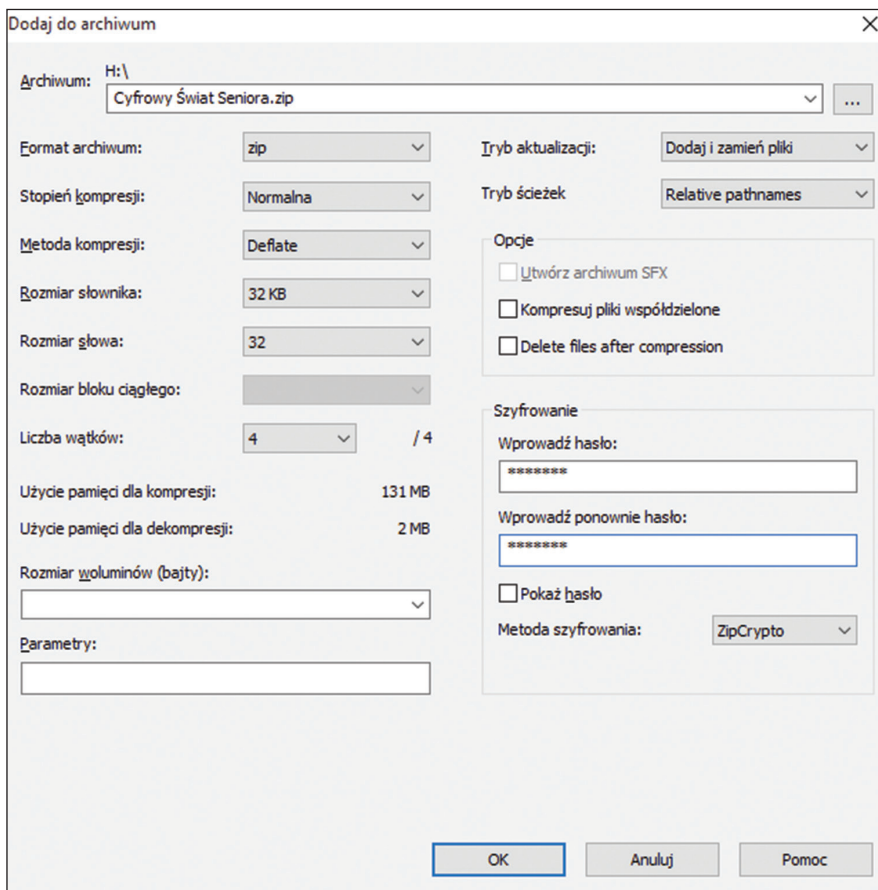 Dodaj do archiwum
Archiwum:
H:\
Cyfrowy Świat Seniora.zip
...
Format archiwum:
zip
Stopień kompresji:
Normalna
Metoda kompresji:
Deflate
Rozmiar słownika:
32 KB
Rozmiar słowa:
32
Rozmiar bloku ciągłego:
Liczba wątków:
4
/ 4
Użycie pamięci dla kompresji:
131 MB
Użycie pamięci dla dekompresji:
2 MB
Rozmiar woluminów (bajty):
Parametry:
Tryb aktualizacji:
Dodaj i zamień pliki
Tryb ścieżek
Relative pathnames
Opcje
Utwórz archiwum SFX
Kompresuj pliki współdzielone
Delete files after compression
Szyfrowanie
Wprowadź hasło:
*******
Wprowadź ponownie hasło:
*******
Pokaż hasło
Metoda szyfrowania:
ZipCrypto
OK
Anuluj
Pomoc